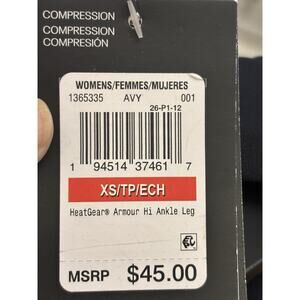 COMPRESSION
COMPRESSION
COMPRESIÓN
WOMENS/FEMMES/MUJERES
1365335 AVY 001
26-P1-12
1 94514 37461 7
XS/TP/ECH
HeatGear® Armour Hi Ankle Leg
MSRP $45.00